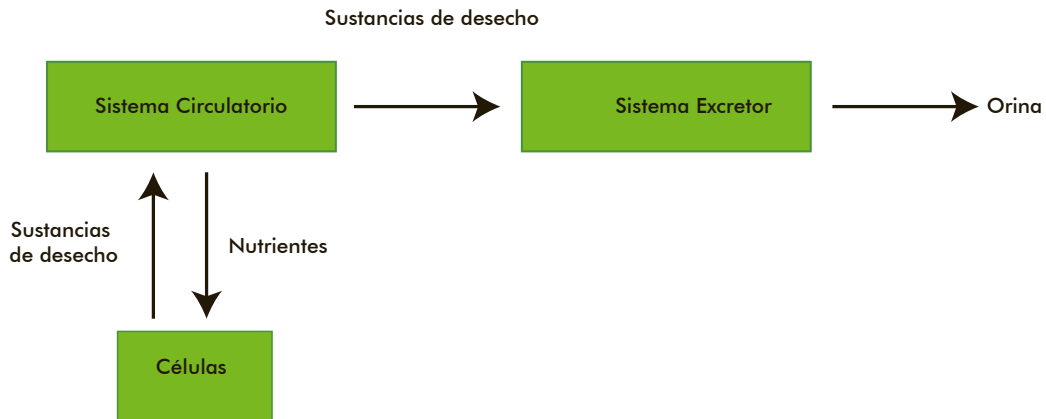 Sustancias de desecho
Sistema Circulatorio
Sistema Excretor
Orina
Sustancias
de desecho
Nutrientes
Células